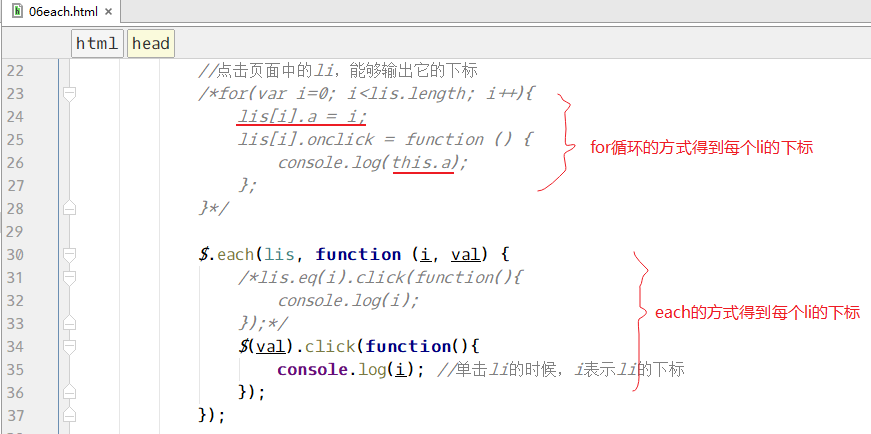 06each.html ×
html head
22 //点击页面中的li，能够输出它的下标
23 /*for(var i=0; i<lis.length; i++){
24 lis[i].a = i;
25 lis[i].onclick = function () {
26 console.log(this.a);
27 };
28 }*/
for循环的方式得到每个li的下标
29
30 $.each(lis, function (i, val) {
31 /*lis.eq(i).click(function(){
32 console.log(i);
33 });*/
34 $(val).click(function(){
35 console.log(i); //单击li的时候，i表示li的下标
36 });
37 });
each的方式得到每个li的下标